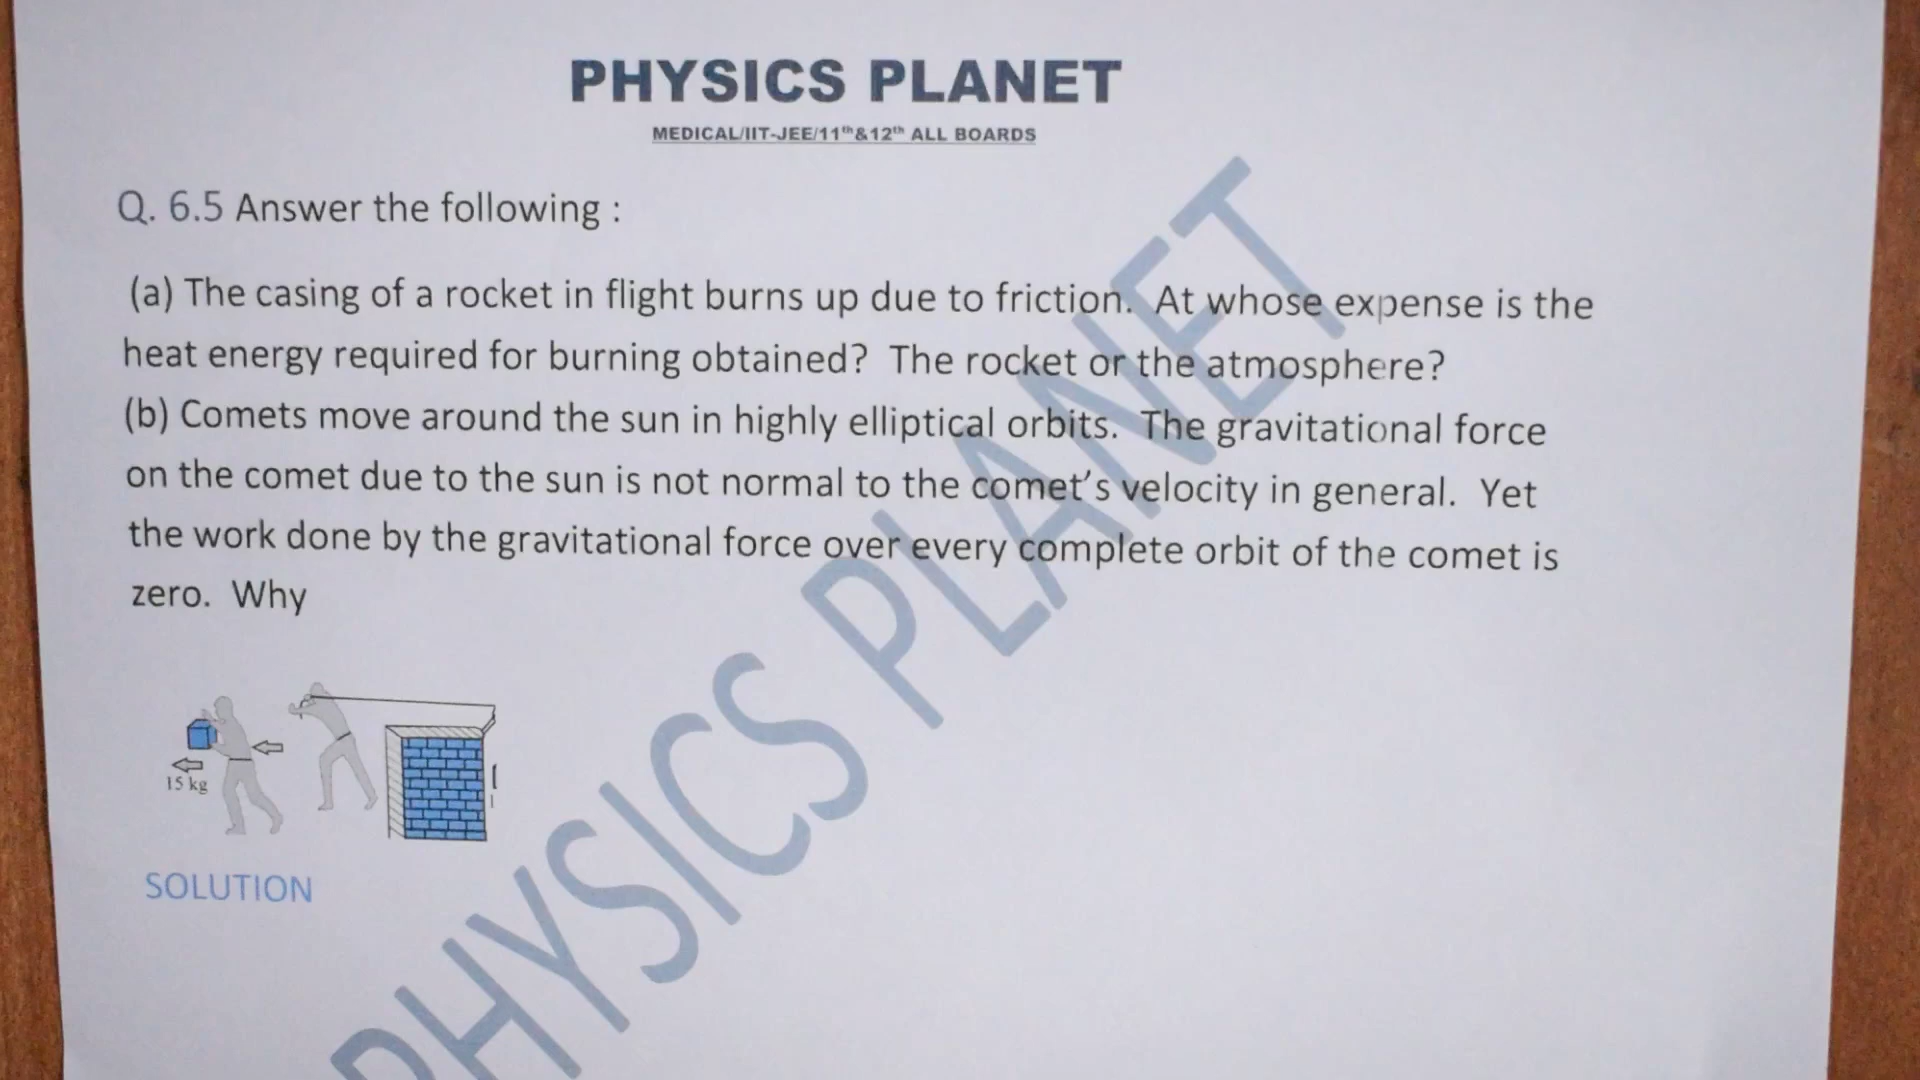 PHYSICS PLANET
MEDICAL/IIT-JEE/11th&12th ALL BOARDS
Q. 6.5 Answer the following :
(a) The casing of a rocket in flight burns up due to friction. At whose expense is the
heat energy required for burning obtained? The rocket or the atmosphere?
(b) Comets move around the sun in highly elliptical orbits. The gravitational force
on the comet due to the sun is not normal to the comet's velocity in general. Yet
the work done by the gravitational force over every complete orbit of the comet is
zero. Why
15 kg
SOLUTION
PHYSICS PLANET